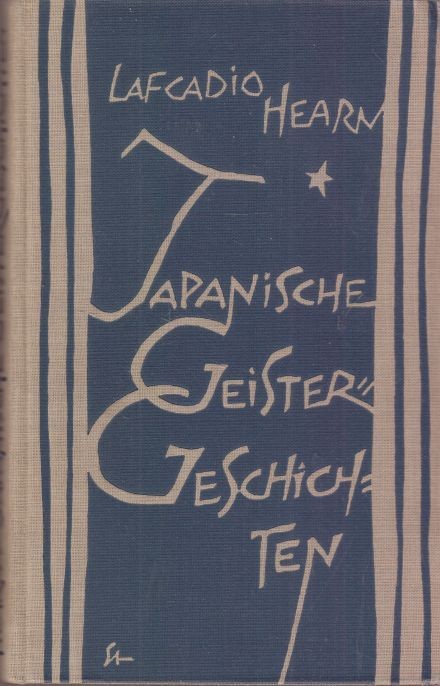 LAFCADIO
HEARN
JAPANISCHE
GEISTER=
GESCHICH=
TEN